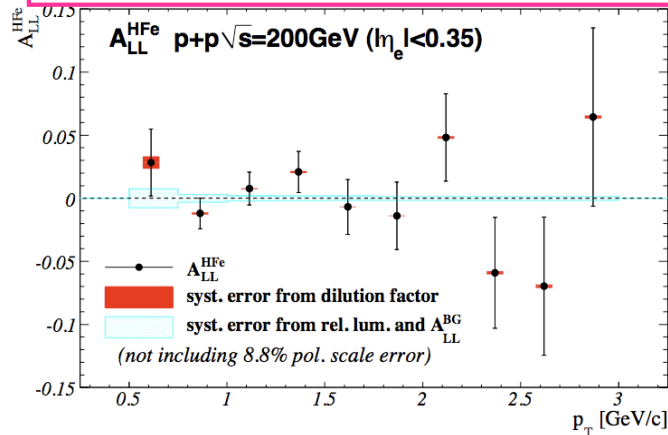 A_LL^HFe p+p√s=200GeV (|η_e|<0.35)
A_LL^HFe
0.15
0.1
0.05
0
-0.05
-0.1
-0.15
A_LL^HFe
syst. error from dilution factor
syst. error from rel. lum. and A_LL^BG
(not including 8.8% pol. scale error)
0.5 1 1.5 2 2.5 3
p_T [GeV/c]